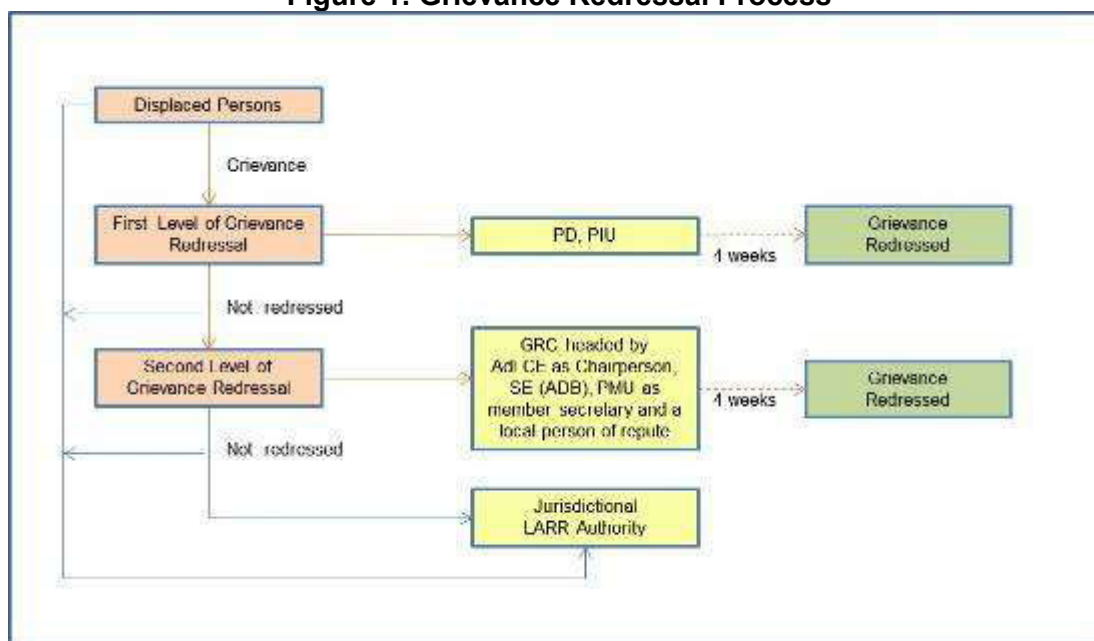 Figure 1: Grievance Redressal Process
Displaced Persons
Grievance
First Level of Grievance
Redressal
PD, PIU
4 weeks
Grievance
Redressed
Not redressed
Second Level of
Grievance Redressal
GRC headed by
Adl CE as Chairperson,
SE (ADB), PMU as
member secretary and a
local person of repute
4 weeks
Grievance
Redressed
Not redressed
Jurisdictional
LARR Authority